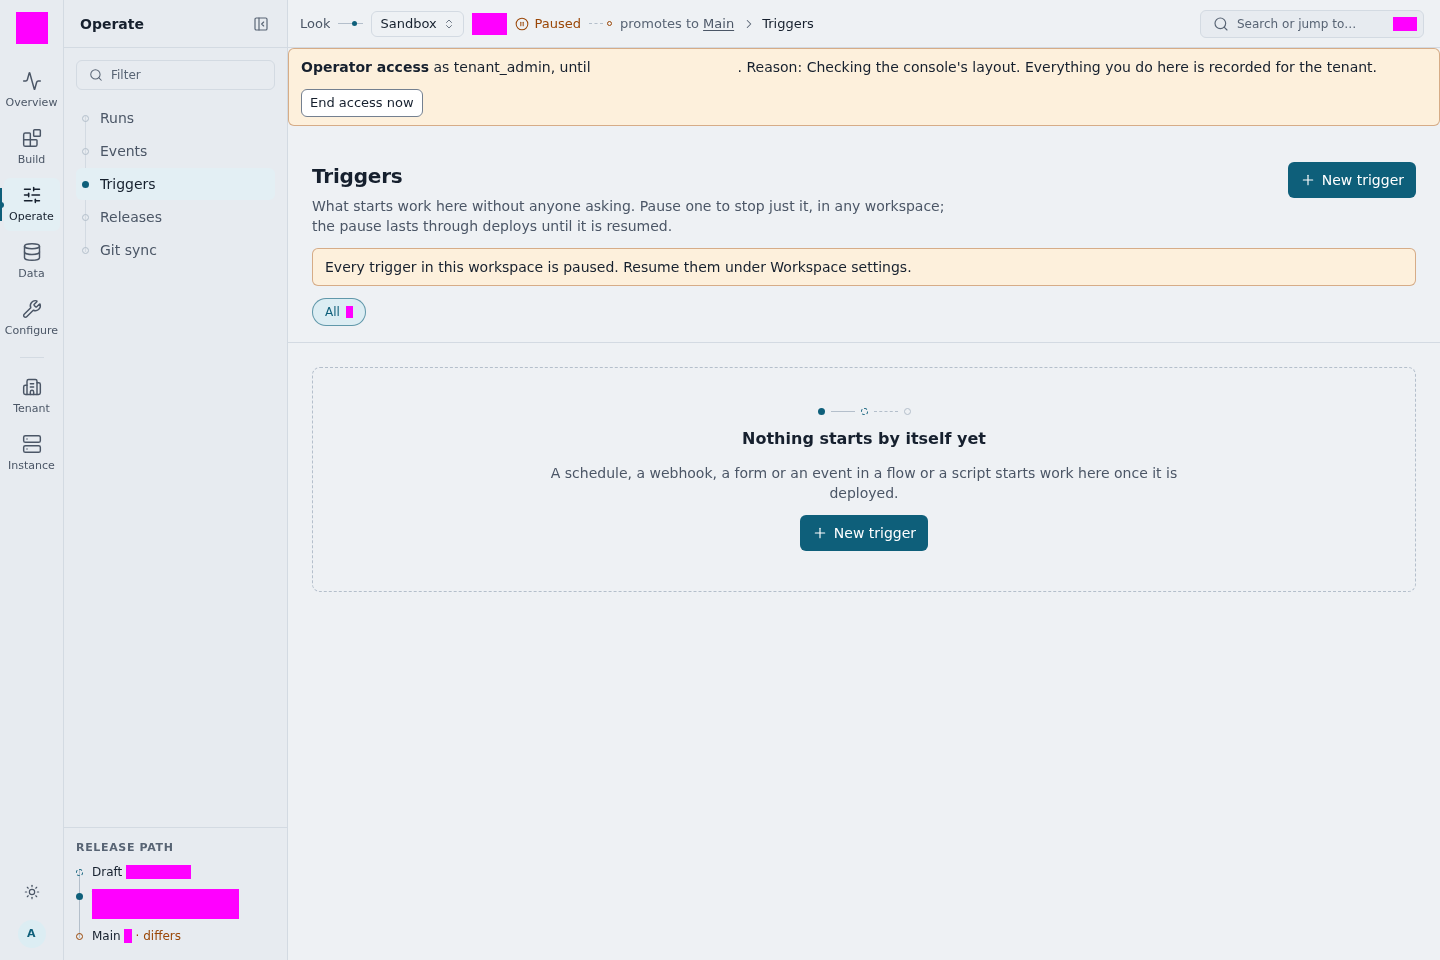 Operate
Look
Sandbox
Paused
promotes to Main
Triggers
Search or jump to...
Overview
Build
Operate
Data
Configure
Tenant
Instance
A
Filter
Runs
Events
Triggers
Releases
Git sync
RELEASE PATH
Draft
Main · differs
Operator access as tenant_admin, until . Reason: Checking the console's layout. Everything you do here is recorded for the tenant.
End access now
Triggers
New trigger
What starts work here without anyone asking. Pause one to stop just it, in any workspace;
the pause lasts through deploys until it is resumed.
Every trigger in this workspace is paused. Resume them under Workspace settings.
All
Nothing starts by itself yet
A schedule, a webhook, a form or an event in a flow or a script starts work here once it is
deployed.
New trigger